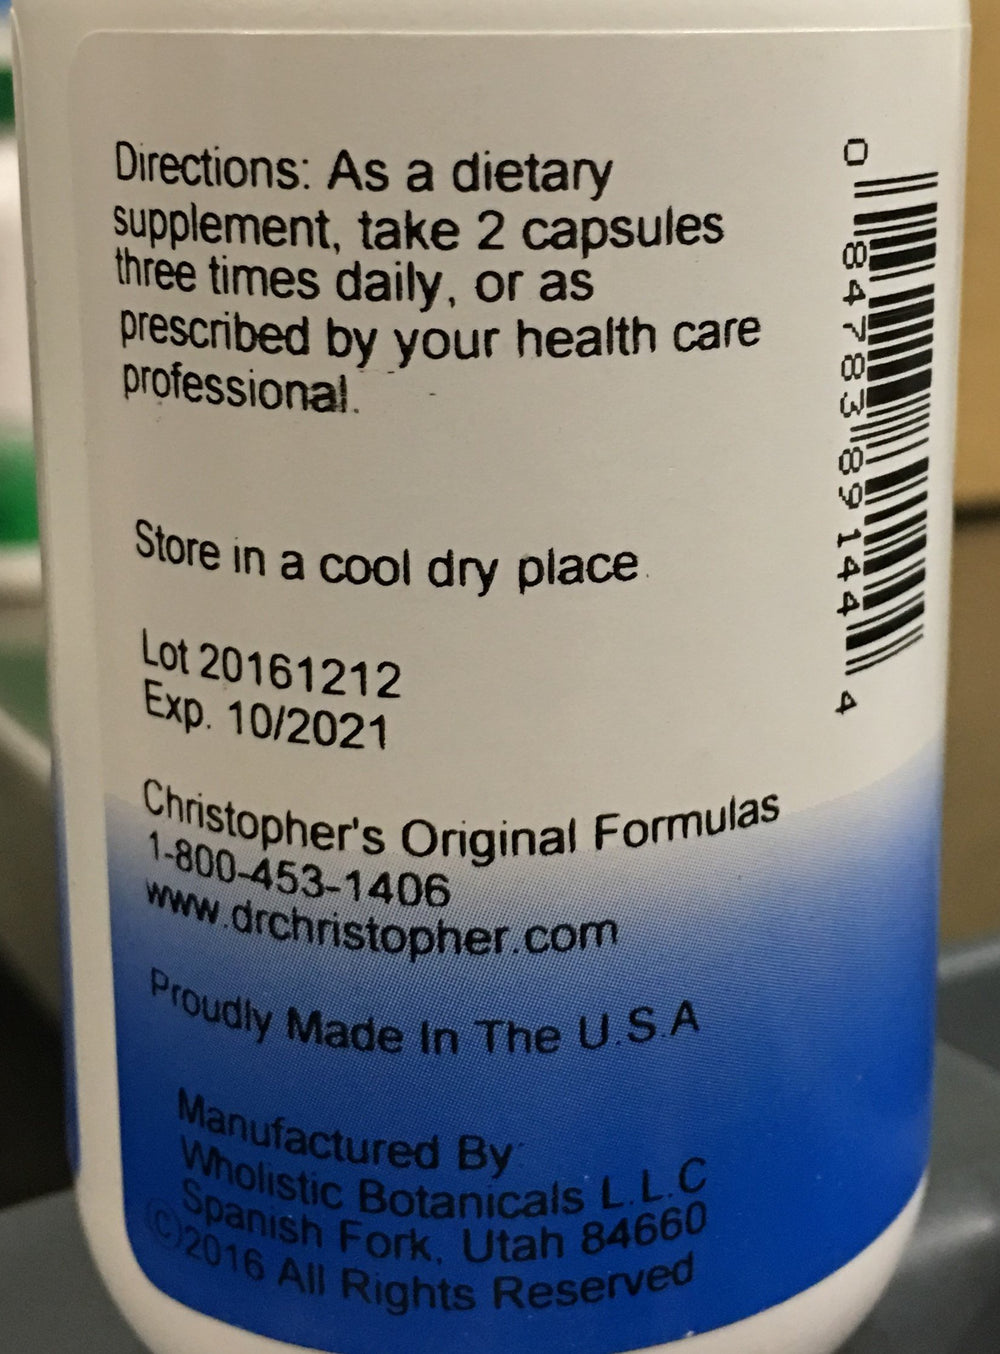 Directions: As a dietary
supplement, take 2 capsules
three times daily, or as
prescribed by your health care
professional.
Store in a cool dry place.
Lot 20161212
Exp. 10/2021
Christopher's Original Formulas
1-800-453-1406
www.drchristopher.com
Proudly Made In The U.S.A
Manufactured By:
Wholistic Botanicals L.L.C
Spanish Fork, Utah 84660
©2016 All Rights Reserved
0 84783 89144 4